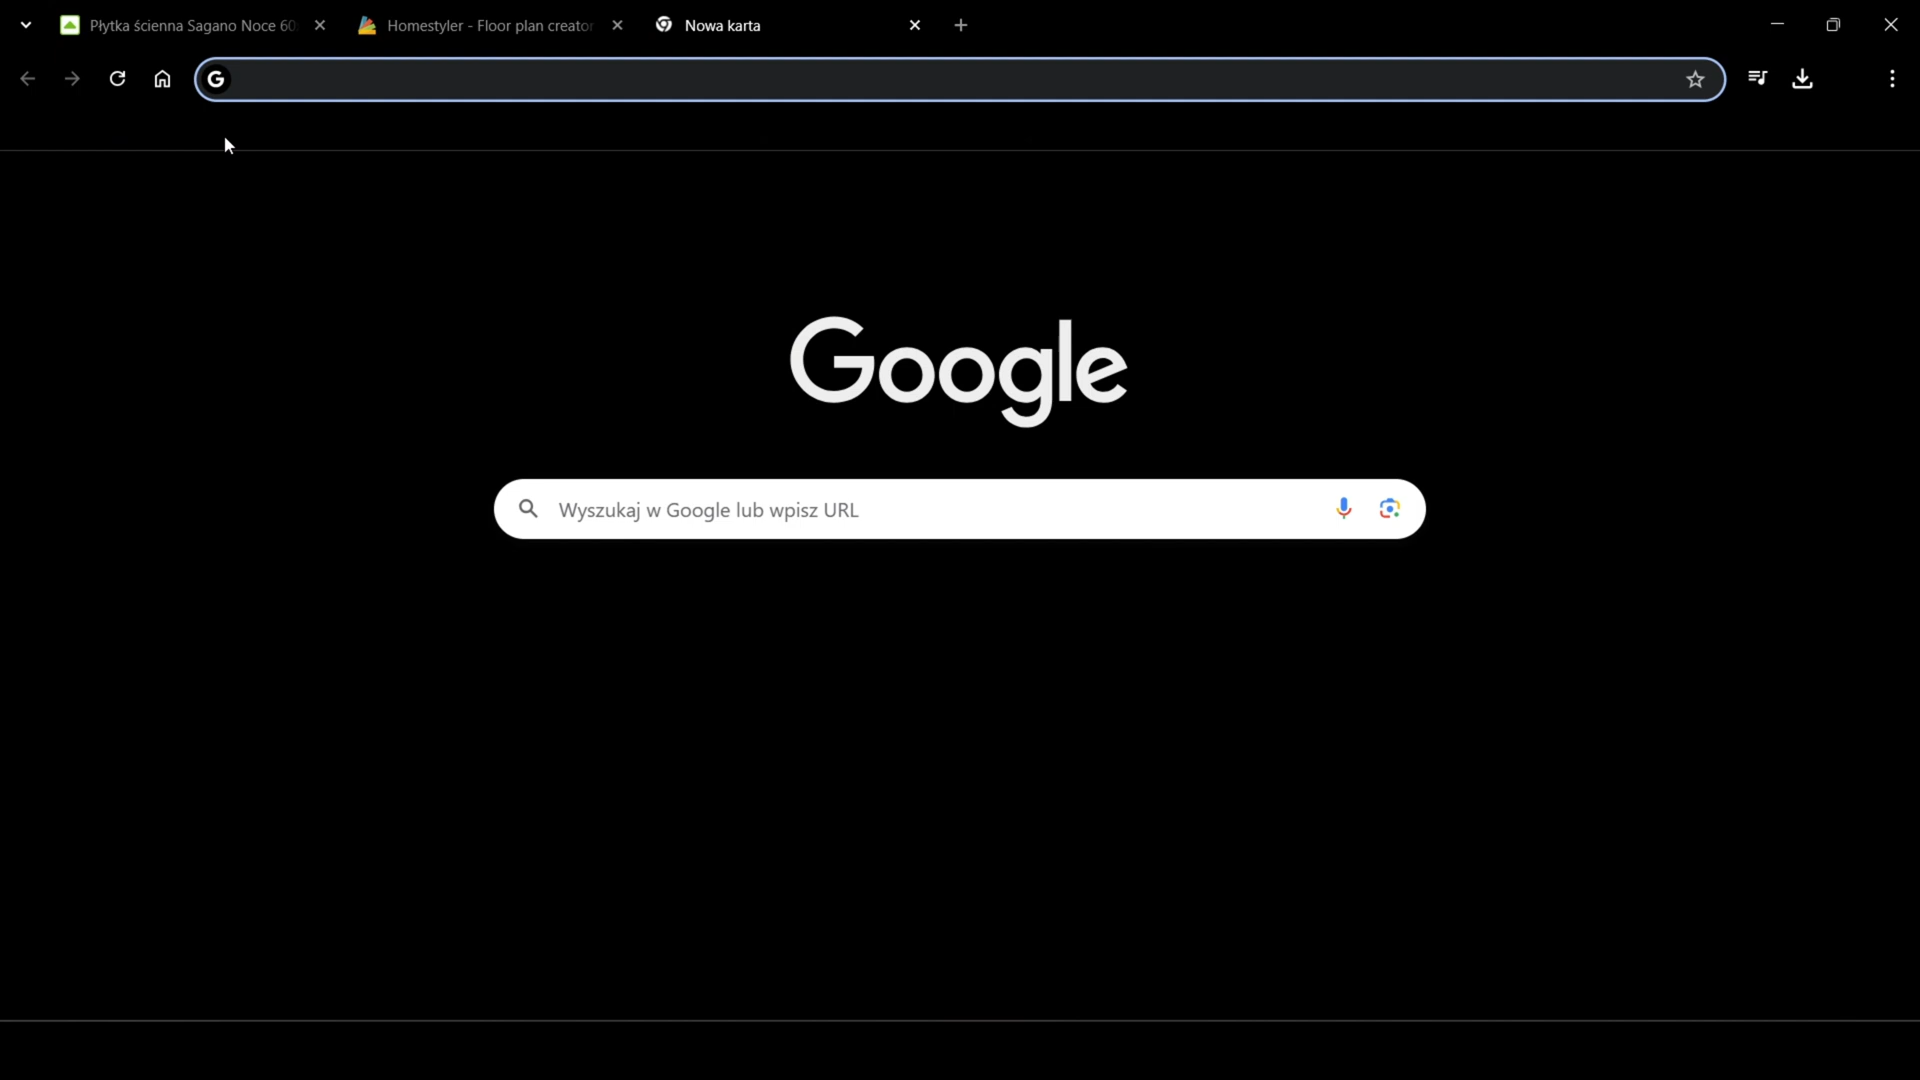 Płytka ścienna Sagano Noce 60
Homestyler - Floor plan creator
Nowa karta
G
Google
Wyszukaj w Google lub wpisz URL